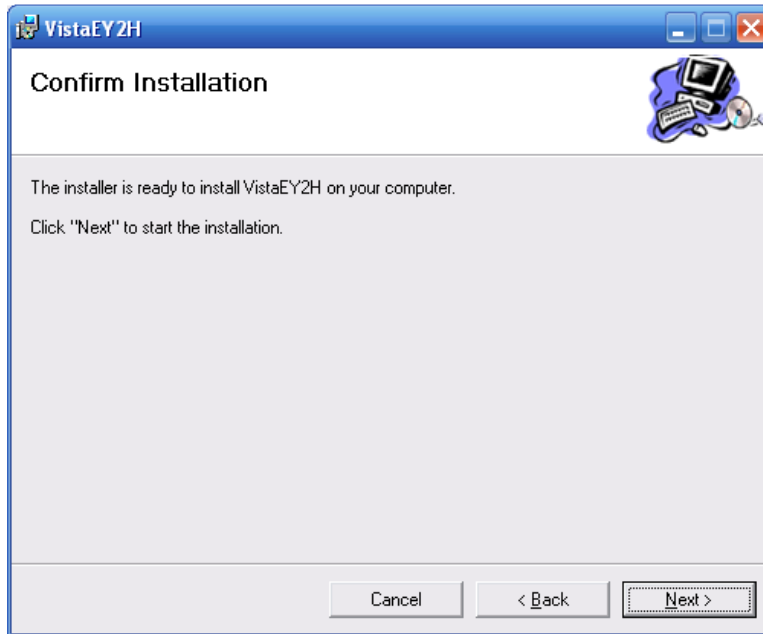 VistaEY2H
Confirm Installation
The installer is ready to install VistaEY2H on your computer.
Click "Next" to start the installation.
Cancel
< Back
Next >